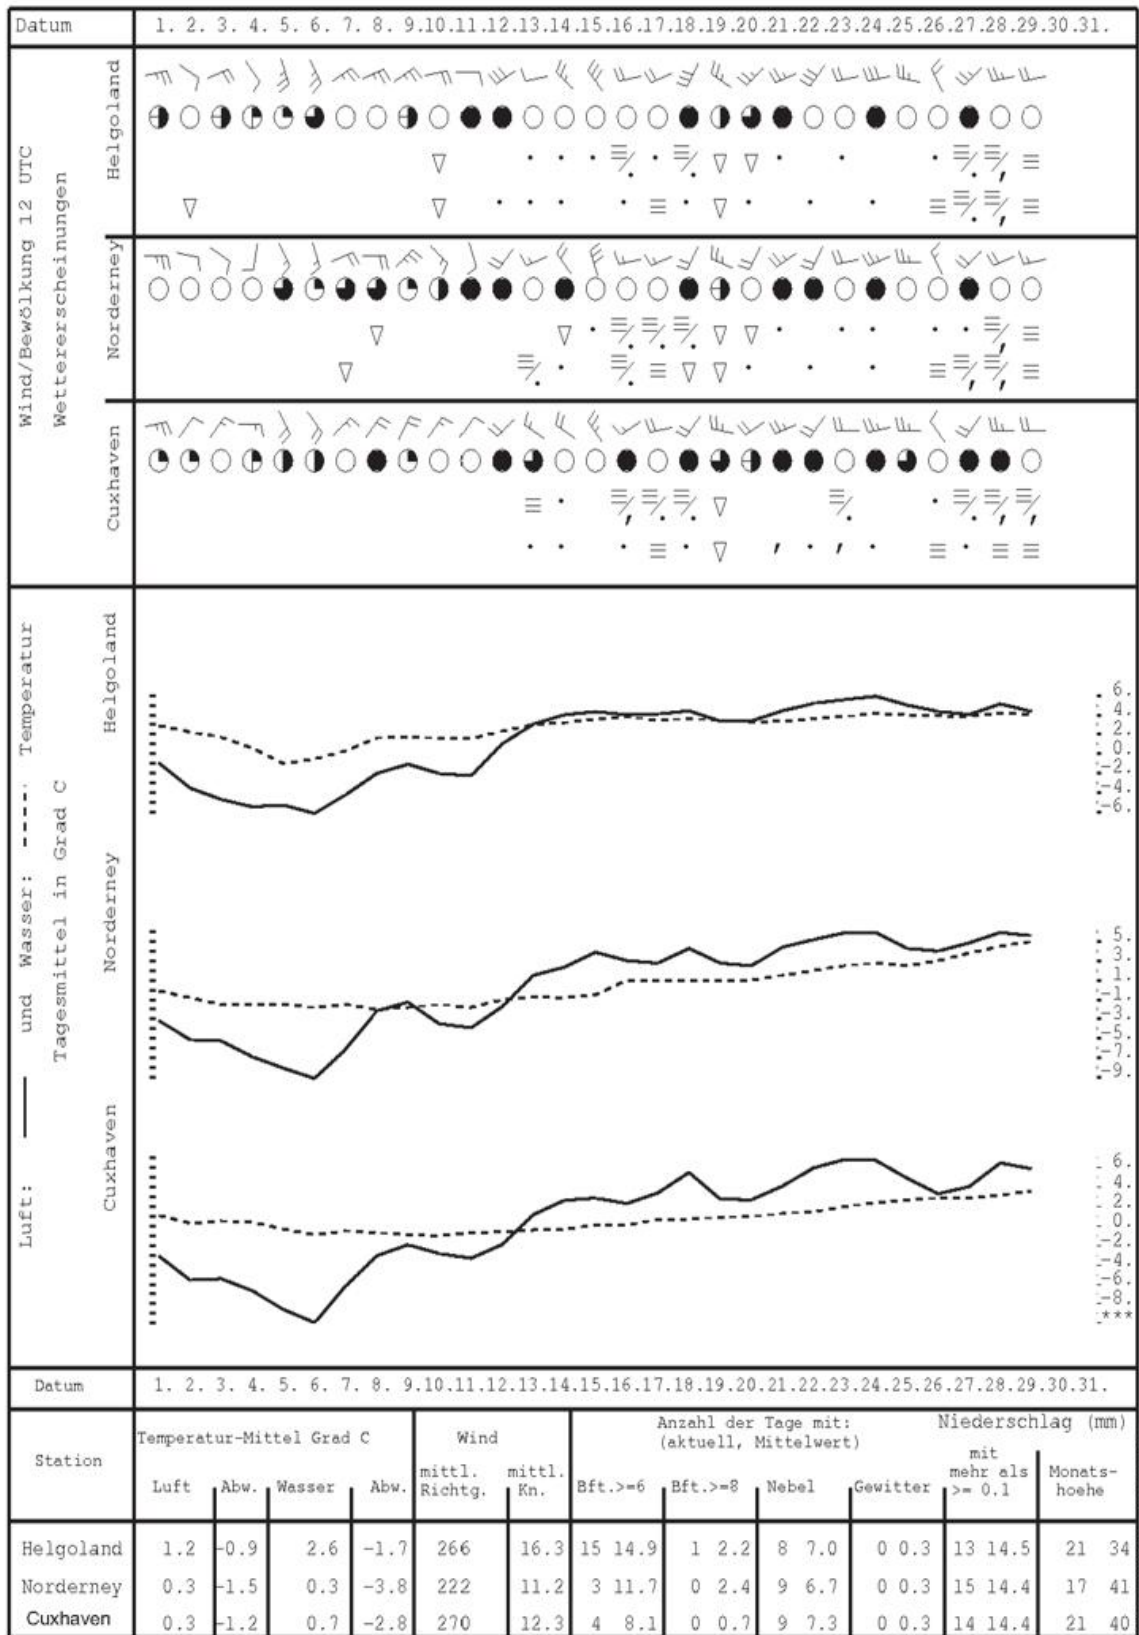 Datum 1. 2. 3. 4. 5. 6. 7. 8. 9.10.11.12.13.14.15.16.17.18.19.20.21.22.23.24.25.26.27.28.29.30.31.
Wind/Bewölkung 12 UTC
Wettererscheinungen
Helgoland
Norderney
Cuxhaven
Luft: und Wasser: Temperatur
Tagesmittel in Grad C
Helgoland
6.
4.
2.
0.
-2.
-4.
-6.
Norderney
5.
3.
1.
-1.
-3.
-5.
-7.
-9.
Cuxhaven
6.
4.
2.
0.
-2.
-4.
-6.
-8.
***
Datum 1. 2. 3. 4. 5. 6. 7. 8. 9.10.11.12.13.14.15.16.17.18.19.20.21.22.23.24.25.26.27.28.29.30.31.
Station
Temperatur-Mittel Grad C
Luft Abw. Wasser Abw.
Wind
mittl. Richtg.
mittl. Kn.
Anzahl der Tage mit:
(aktuell, Mittelwert)
Bft.>=6 Bft.>=8 Nebel Gewitter
Niederschlag (mm)
mit
mehr als
>= 0.1
Monats-
hoehe
Helgoland 1.2 -0.9 2.6 -1.7 266 16.3 15 14.9 1 2.2 8 7.0 0 0.3 13 14.5 21 34
Norderney 0.3 -1.5 0.3 -3.8 222 11.2 3 11.7 0 2.4 9 6.7 0 0.3 15 14.4 17 41
Cuxhaven 0.3 -1.2 0.7 -2.8 270 12.3 4 8.1 0 0.7 9 7.3 0 0.3 14 14.4 21 40